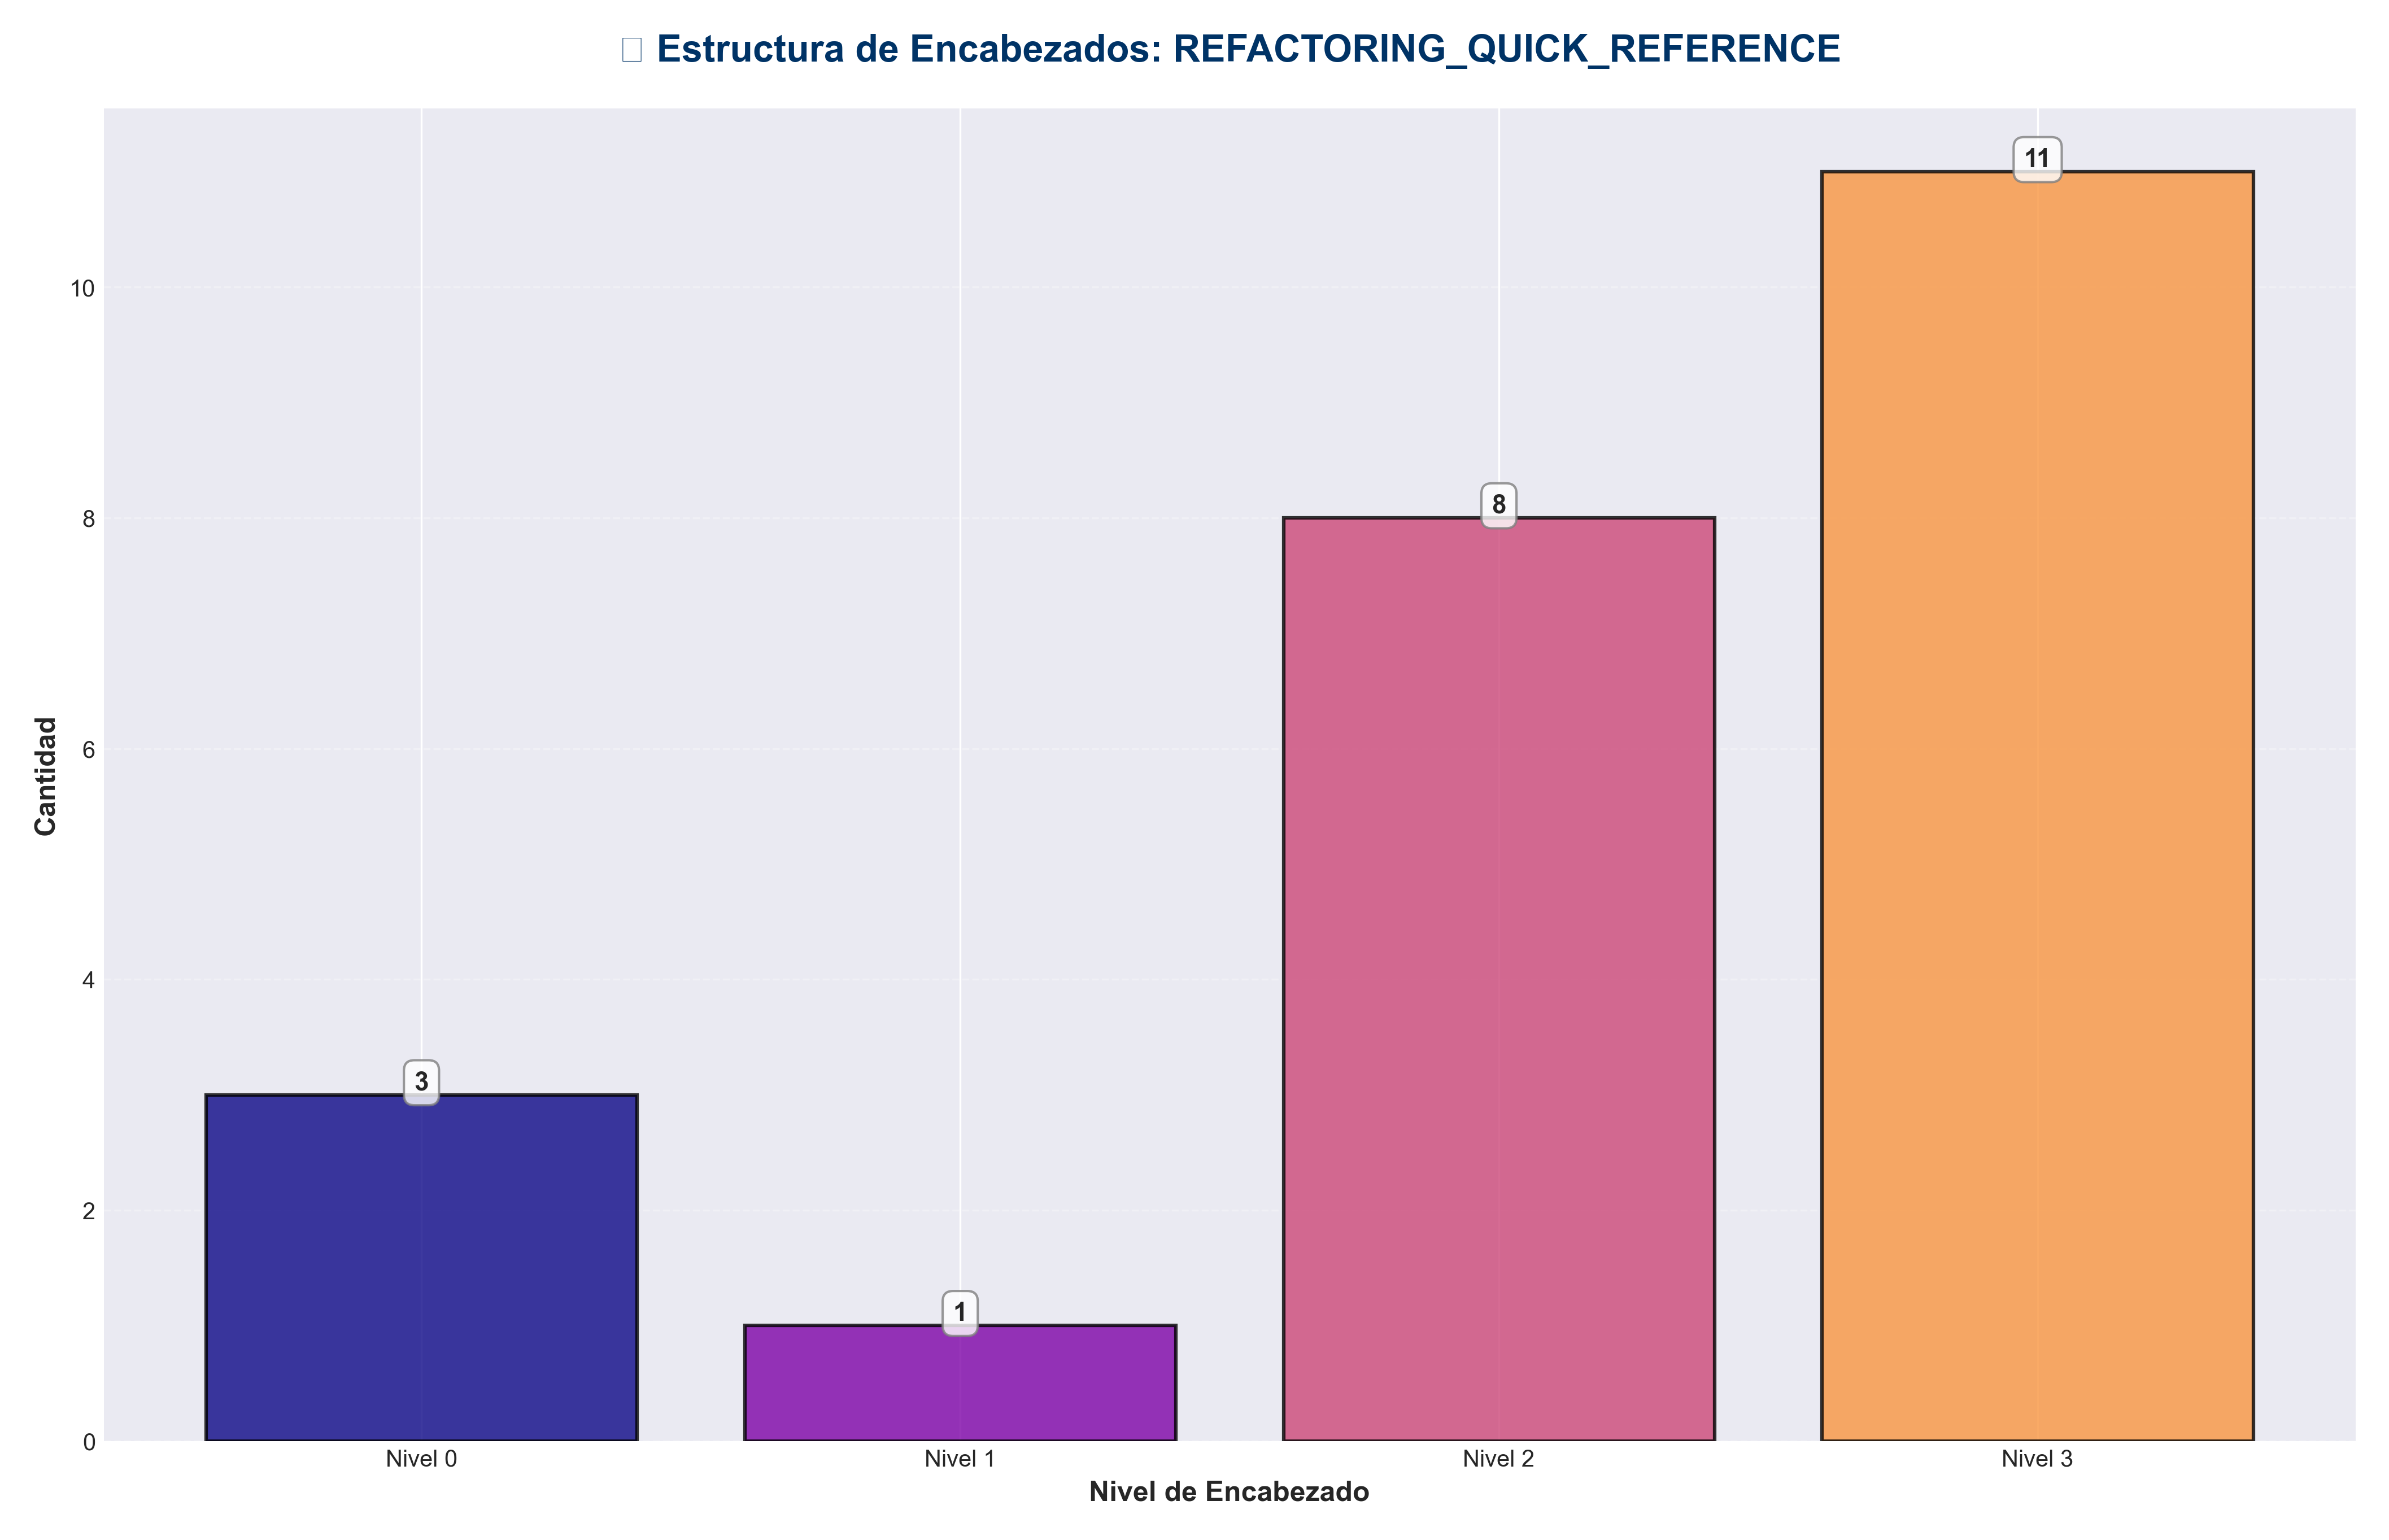 Estructura de Encabezados: REFACTORING_QUICK_REFERENCE
11
10
8
8
6
4
3
2
1
0
Cantidad
Nivel 0
Nivel 1
Nivel 2
Nivel 3
Nivel de Encabezado